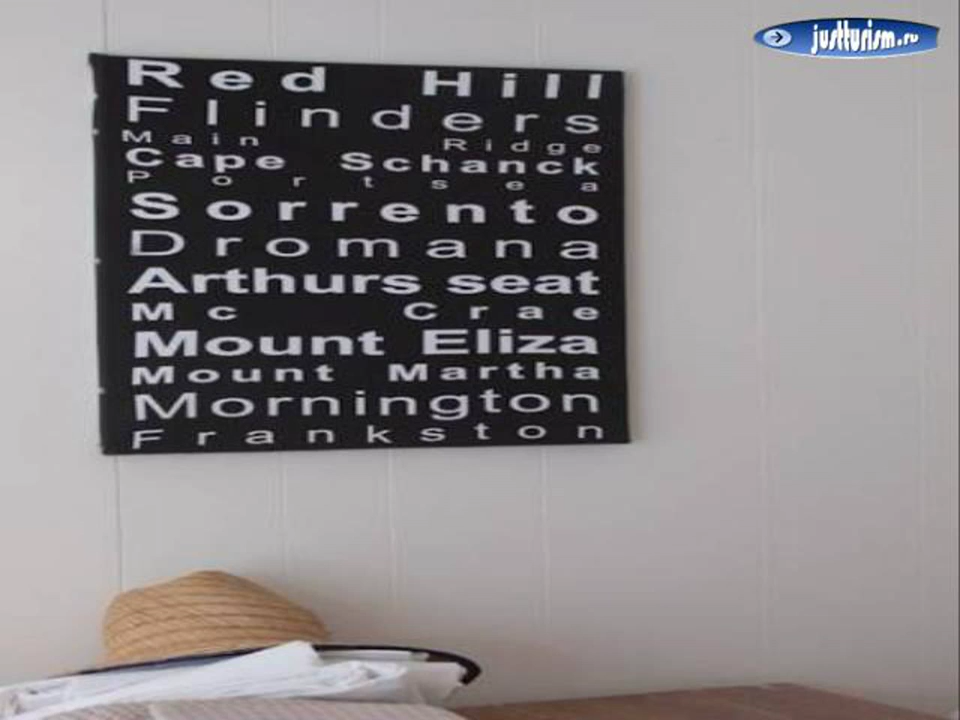 justturism.ru
Red Hill
Flinders
Main Ridge
Cape Schanck
Portsea
Sorrento
Dromana
Arthurs seat
Mc Crae
Mount Eliza
Mount Martha
Mornington
Frankston